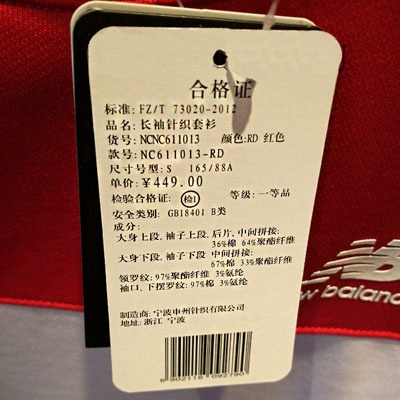 合格证
标准: FZ/T 73020-2012
品名: 长袖针织套衫
货号: NCNC611013 颜色:RD 红色
款号: NC611013-RD
尺寸号型: S 165/88A
单价: ¥449.00
检验合格证: 检1 等级: 一等品
安全类别: GB18401 B类
成分:
大身上段, 袖子上段, 后片, 中间拼接:
36%棉 64%聚酯纤维
大身下段, 袖子下段 中间拼接:
67%棉 33%聚酯纤维
领罗纹: 97%聚酯纤维 3%氨纶
袖口, 下摆罗纹: 97%棉 3%氨纶
制造商: 宁波申州针织有限公司
地址: 浙江 宁波
6 902118 092790
new balance